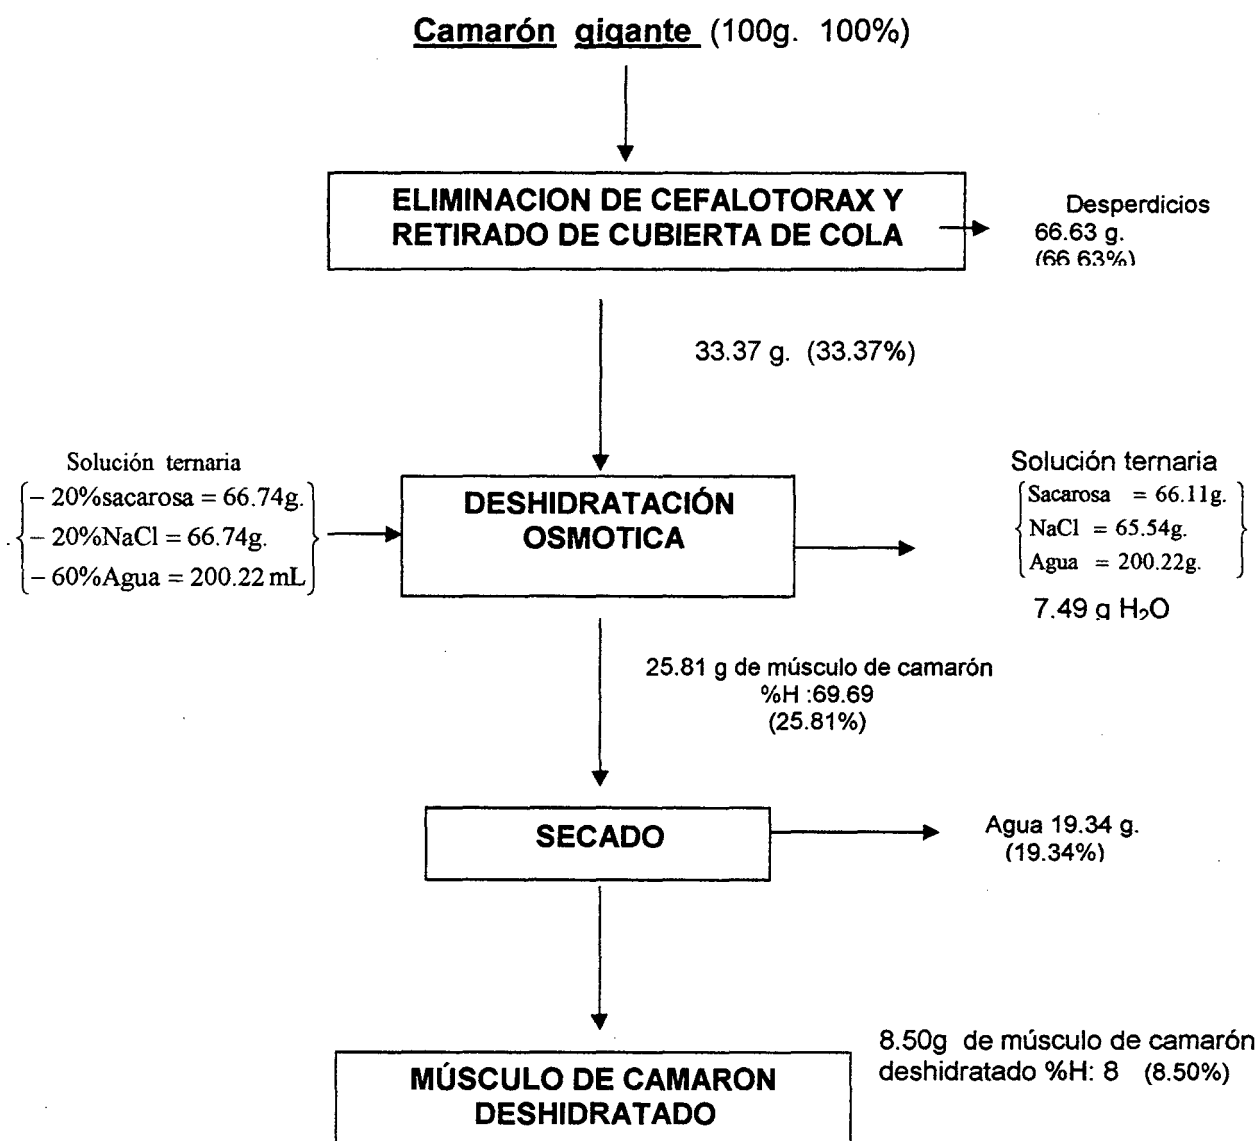 Camarón gigante (100g. 100%)
ELIMINACION DE CEFALOTORAX Y
RETIRADO DE CUBIERTA DE COLA
Desperdicios
66.63 g.
(66.63%)
33.37 g. (33.37%)
Solución ternaria
– 20%sacarosa = 66.74g.
– 20%NaCl = 66.74g.
– 60%Agua = 200.22 mL
DESHIDRATACIÓN
OSMOTICA
Solución ternaria
Sacarosa = 66.11g.
NaCl = 65.54g.
Agua = 200.22g.
7.49 g H₂O
25.81 g de músculo de camarón
%H :69.69
(25.81%)
SECADO
Agua 19.34 g.
(19.34%)
MÚSCULO DE CAMARON
DESHIDRATADO
8.50g de músculo de camarón
deshidratado %H: 8 (8.50%)